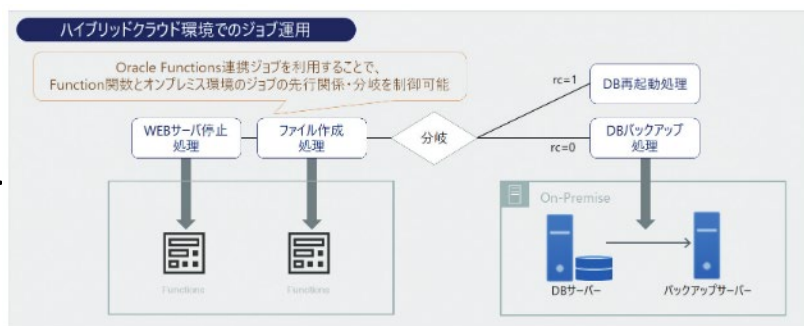 ハイブリッドクラウド環境でのジョブ運用
Oracle Functions連携ジョブを利用することで、
Function関数とオンプレミス環境のジョブの先行関係・分岐を制御可能
rc=1
DB再起動処理
WEBサーバ停止
処理
ファイル作成
処理
分岐
rc=0
DBバックアップ
処理
On-Premise
Functions
Functions
DBサーバー
バックアップサーバー